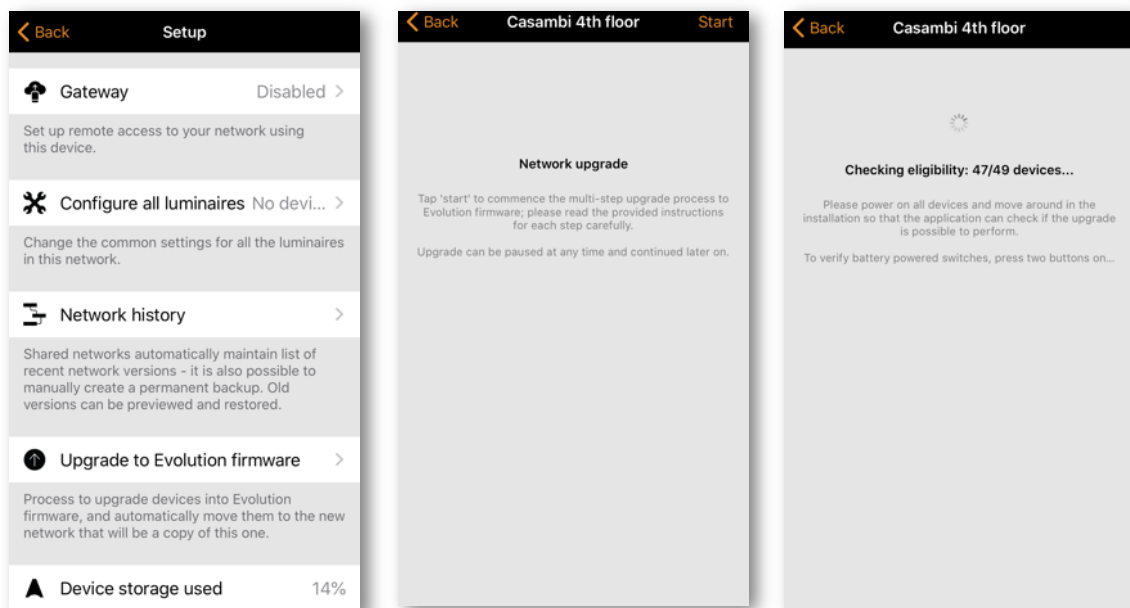 Back
Setup
Gateway
Disabled
Set up remote access to your network using
this device.
Configure all luminaires No devi...
Change the common settings for all the luminaires
in this network.
Network history
Shared networks automatically maintain list of
recent network versions - it is also possible to
manually create a permanent backup. Old
versions can be previewed and restored.
Upgrade to Evolution firmware
Process to upgrade devices into Evolution
firmware, and automatically move them to the new
network that will be a copy of this one.
Device storage used
14%
Back
Casambi 4th floor
Start
Network upgrade
Tap 'start' to commence the multi-step upgrade process to
Evolution firmware; please read the provided instructions
for each step carefully.
Upgrade can be paused at any time and continued later on.
Back
Casambi 4th floor
Checking eligibility: 47/49 devices...
Please power on all devices and move around in the
installation so that the application can check if the upgrade
is possible to perform.
To verify battery powered switches, press two buttons on...